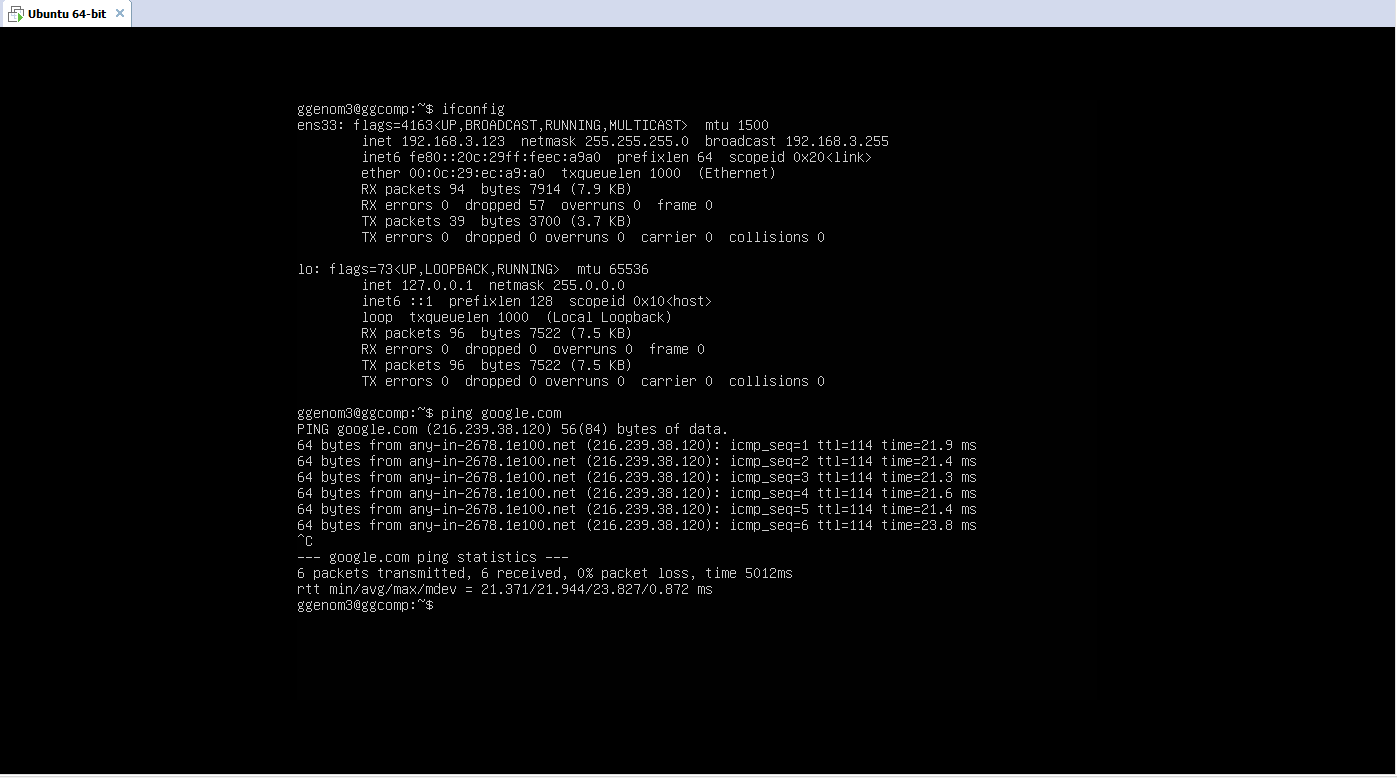 Ubuntu 64-bit
ggenom3@ggcomp:~$ ifconfig
ens33: flags=4163<UP,BROADCAST,RUNNING,MULTICAST>  mtu 1500
        inet 192.168.3.123  netmask 255.255.255.0  broadcast 192.168.3.255
        inet6 fe80::20c:29ff:feec:a9a0  prefixlen 64  scopeid 0x20<link>
        ether 00:0c:29:ec:a9:a0  txqueuelen 1000  (Ethernet)
        RX packets 94  bytes 7914 (7.9 KB)
        RX errors 0  dropped 57  overruns 0  frame 0
        TX packets 39  bytes 3700 (3.7 KB)
        TX errors 0  dropped 0 overruns 0  carrier 0  collisions 0

lo: flags=73<UP,LOOPBACK,RUNNING>  mtu 65536
        inet 127.0.0.1  netmask 255.0.0.0
        inet6 ::1  prefixlen 128  scopeid 0x10<host>
        loop  txqueuelen 1000  (Local Loopback)
        RX packets 96  bytes 7522 (7.5 KB)
        RX errors 0  dropped 0  overruns 0  frame 0
        TX packets 96  bytes 7522 (7.5 KB)
        TX errors 0  dropped 0 overruns 0  carrier 0  collisions 0

ggenom3@ggcomp:~$ ping google.com
PING google.com (216.239.38.120) 56(84) bytes of data.
64 bytes from any-in-2678.1e100.net (216.239.38.120): icmp_seq=1 ttl=114 time=21.9 ms
64 bytes from any-in-2678.1e100.net (216.239.38.120): icmp_seq=2 ttl=114 time=21.4 ms
64 bytes from any-in-2678.1e100.net (216.239.38.120): icmp_seq=3 ttl=114 time=21.3 ms
64 bytes from any-in-2678.1e100.net (216.239.38.120): icmp_seq=4 ttl=114 time=21.6 ms
64 bytes from any-in-2678.1e100.net (216.239.38.120): icmp_seq=5 ttl=114 time=21.4 ms
64 bytes from any-in-2678.1e100.net (216.239.38.120): icmp_seq=6 ttl=114 time=23.8 ms
^C
--- google.com ping statistics ---
6 packets transmitted, 6 received, 0% packet loss, time 5012ms
rtt min/avg/max/mdev = 21.371/21.944/23.827/0.872 ms
ggenom3@ggcomp:~$